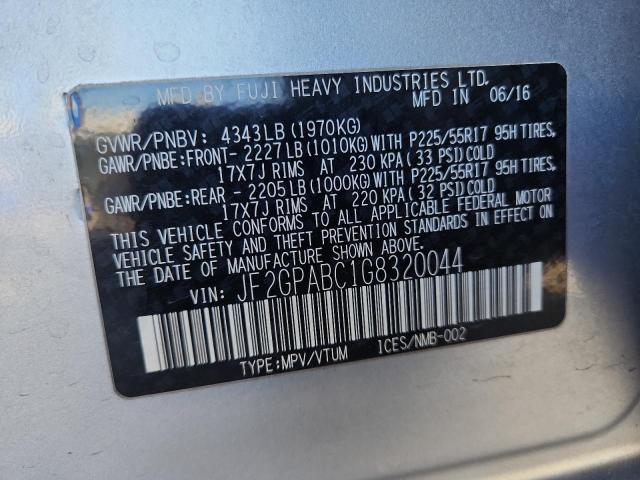 MFD BY FUJI HEAVY INDUSTRIES LTD.
MFD IN 06/16
GVWR/PNBV: 4343LB(1970KG)
GAWR/PNBE:FRONT-2227LB(1010KG)WITH P225/55R17 95H TIRES,
17X7J RIMS AT 230 KPA(33 PSI)COLD
GAWR/PNBE:REAR -2205LB(1000KG)WITH P225/55R17 95H TIRES,
17X7J RIMS AT 220 KPA(32 PSI)COLD
THIS VEHICLE CONFORMS TO ALL APPLICABLE FEDERAL MOTOR
VEHICLE SAFETY AND THEFT PREVENTION STANDARDS IN EFFECT ON
THE DATE OF MANUFACTURE SHOWN ABOVE.
VIN: JF2GPABC1G8320044
TYPE:MPV/VTUM ICES/NMB-002